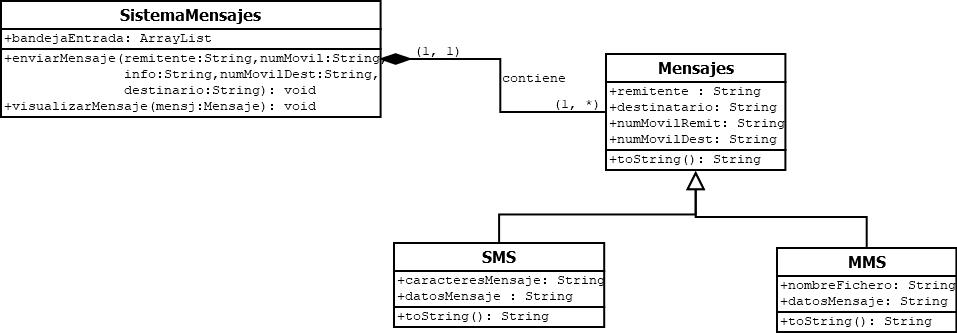 SistemaMensajes
+bandejaEntrada: ArrayList
+enviarMensaje(remitente:String,numMovil:String,
info:String,numMovilDest:String,
destinario:String): void
+visualizarMensaje(mensj:Mensaje): void
(1, 1)
contiene
(1, *)
Mensajes
+remitente : String
+destinatario: String
+numMovilRemit: String
+numMovilDest: String
+toString(): String
SMS
+caracteresMensaje: String
+datosMensaje : String
+toString(): String
MMS
+nombreFichero: String
+datosMensaje: String
+toString(): String